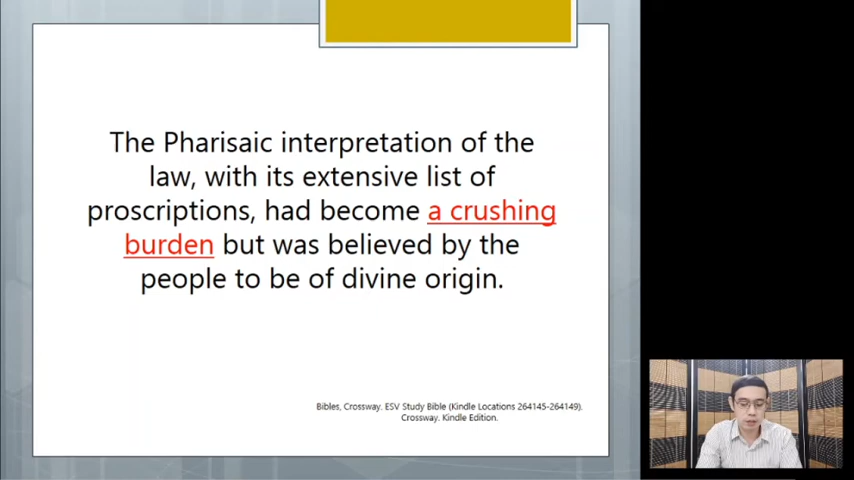 The Pharisaic interpretation of the
law, with its extensive list of
proscriptions, had become a crushing
burden but was believed by the
people to be of divine origin.
Bibles, Crossway. ESV Study Bible (Kindle Locations 264145-264149).
Crossway. Kindle Edition.